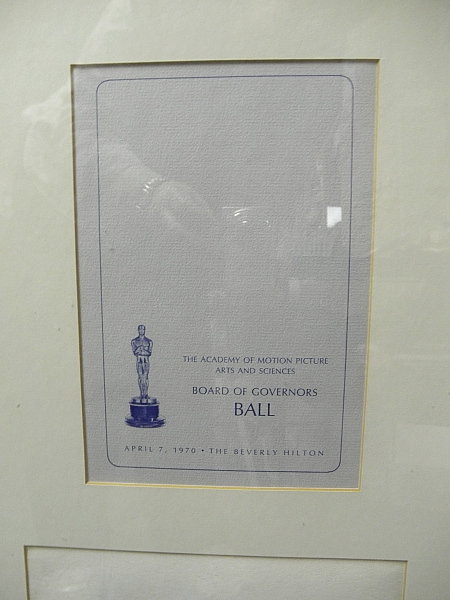 THE ACADEMY OF MOTION PICTURE
ARTS AND SCIENCES
BOARD OF GOVERNORS
BALL
APRIL 7, 1970 • THE BEVERLY HILTON